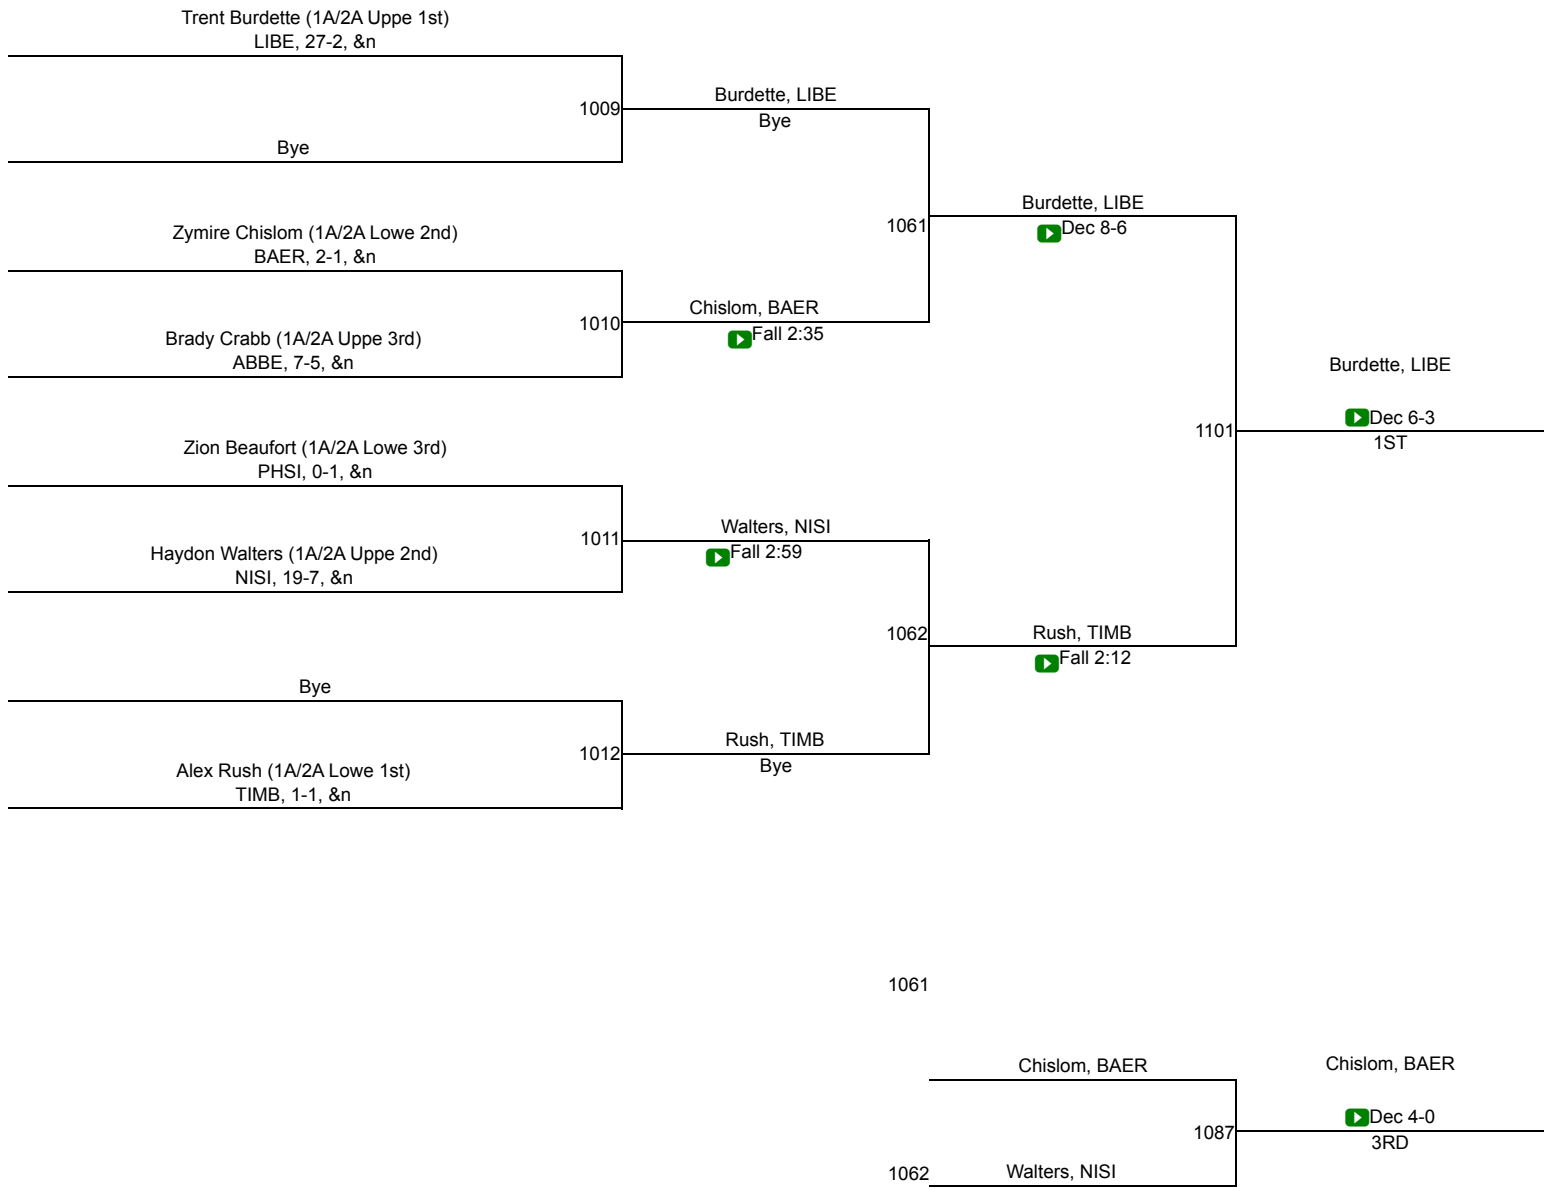 Trent Burdette (1A/2A Uppe 1st)
LIBE, 27-2, &n
1009
Burdette, LIBE
Bye
Bye
Zymire Chislom (1A/2A Lowe 2nd)
BAER, 2-1, &n
1061
Burdette, LIBE
Dec 8-6
Brady Crabb (1A/2A Uppe 3rd)
ABBE, 7-5, &n
1010
Chislom, BAER
Fall 2:35
Burdette, LIBE
Dec 6-3
1ST
1101
Zion Beaufort (1A/2A Lowe 3rd)
PHSI, 0-1, &n
1011
Walters, NISI
Fall 2:59
Haydon Walters (1A/2A Uppe 2nd)
NISI, 19-7, &n
1062
Rush, TIMB
Fall 2:12
Bye
1012
Rush, TIMB
Bye
Alex Rush (1A/2A Lowe 1st)
TIMB, 1-1, &n
1061
Chislom, BAER
Chislom, BAER
1087
Dec 4-0
3RD
1062
Walters, NISI